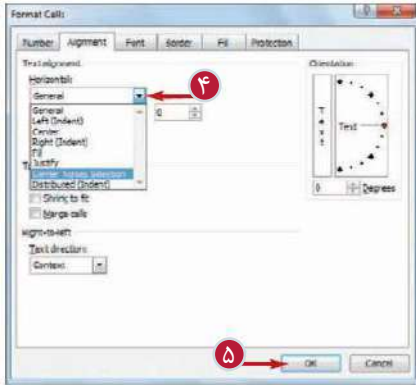 Format Cells
Number Alignment Font Border Fill Protection
Text alignment
Orientation
Horizontal:
General
۴
General
Left (Indent)
Center
Right (Indent)
Fill
Justify
Center Across Selection
Distributed (Indent)
0
Text
Text
0 Degrees
Shrink to fit
Merge cells
Right-to-left
Text direction:
Context
۵
OK Cancel